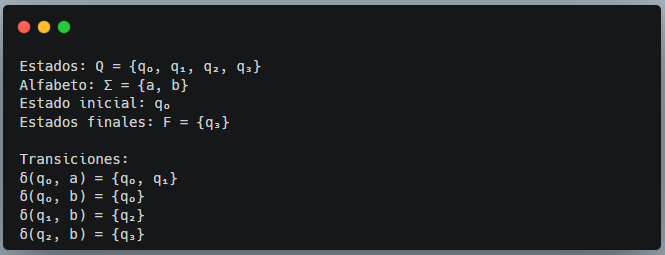 Estados: Q = {q₀, q₁, q₂, q₃}
Alfabeto: Σ = {a, b}
Estado inicial: q₀
Estados finales: F = {q₃}
Transiciones:
δ(q₀, a) = {q₀, q₁}
δ(q₀, b) = {q₀}
δ(q₁, b) = {q₂}
δ(q₂, b) = {q₃}